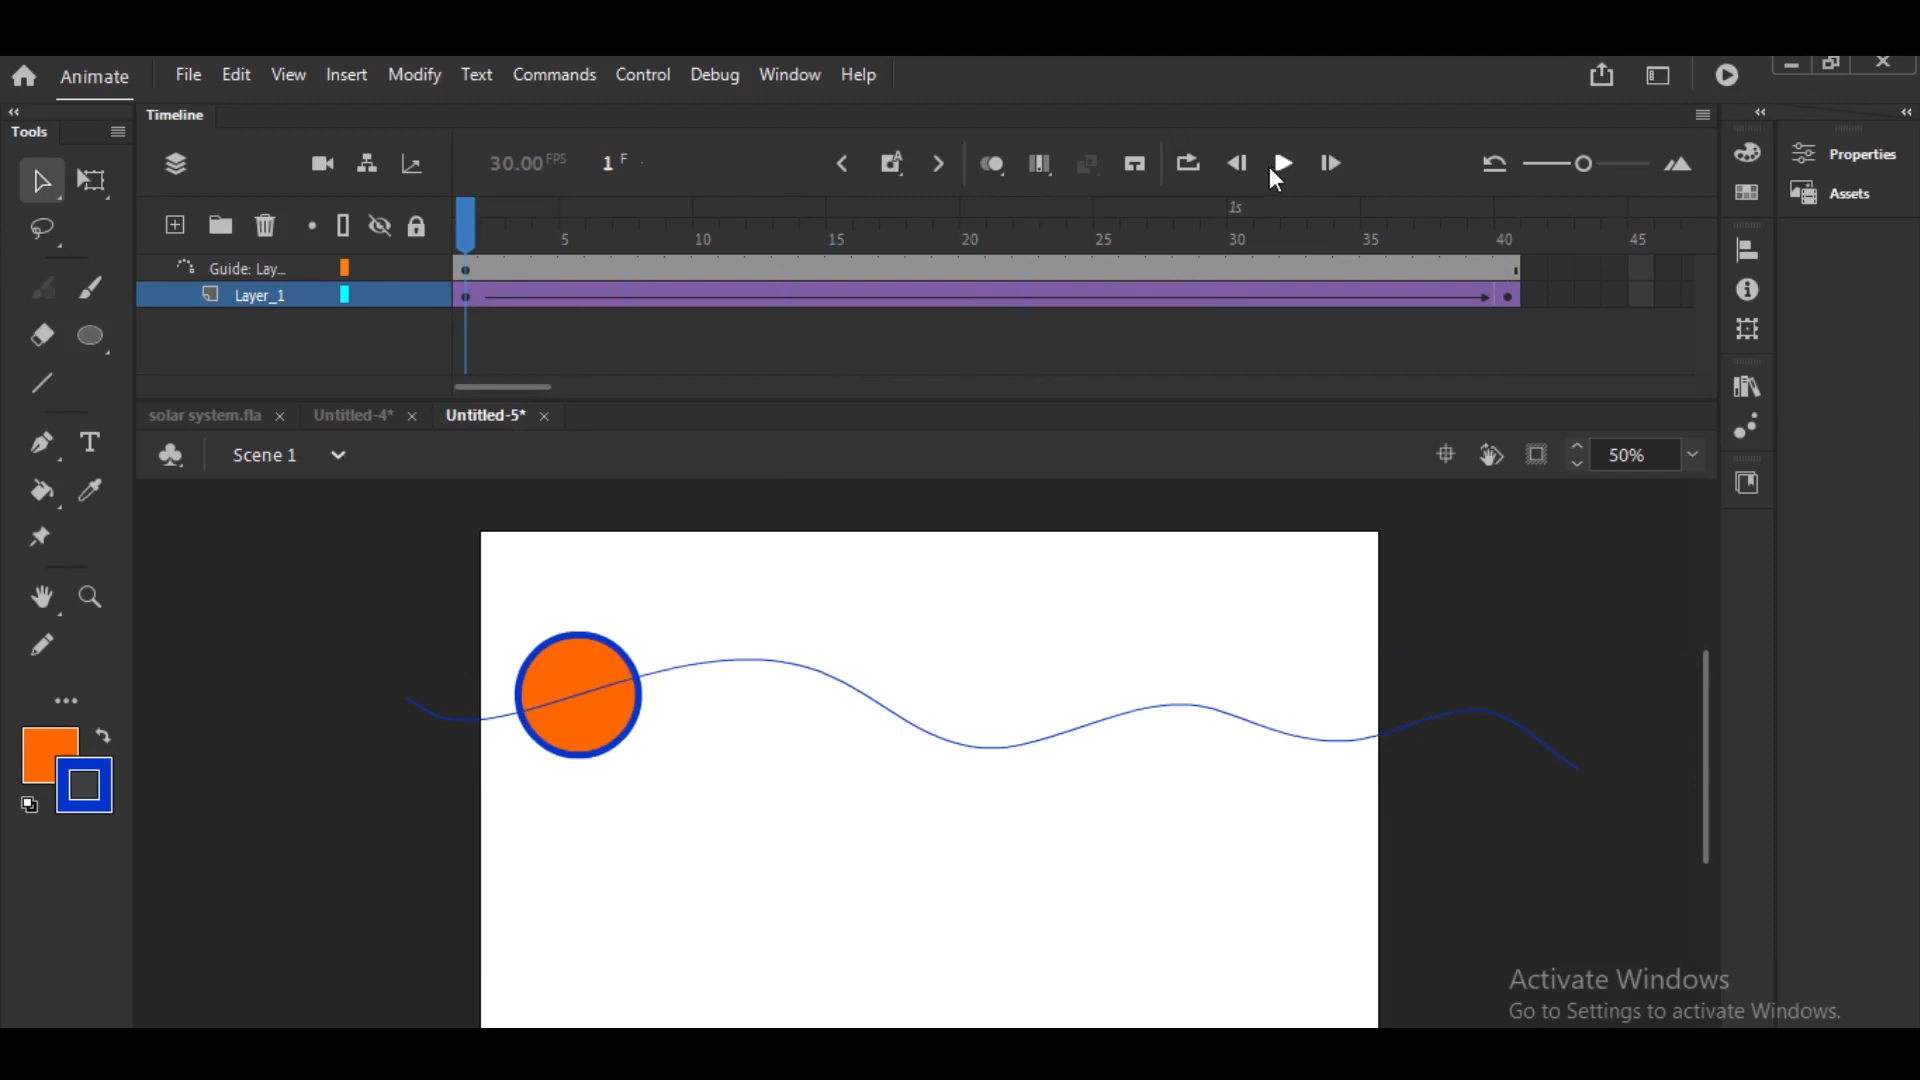 Animate File Edit View Insert Modify Text Commands Control Debug Window Help
Tools
Timeline
30.00 FPS 1 F
Properties
Assets
1s
5 10 15 20 25 30 35 40 45
Guide: Lay...
Layer_1
solar system.fla × Untitled-4* × Untitled-5* ×
Scene 1
50%
T
Activate Windows
Go to Settings to activate Windows.